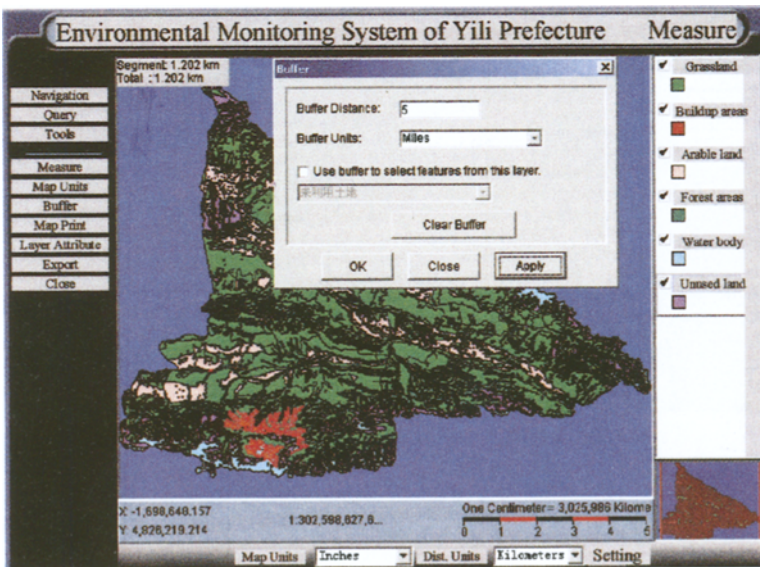 Environmental Monitoring System of Yili Prefecture Measure
Segment: 1.202 km
Total : 1.202 km
Navigation
Query
Tools
Measure
Map Units
Buffer
Map Print
Layer Attribute
Export
Close
Buffer
Buffer Distance: 5
Buffer Units: Miles
Use buffer to select features from this layer.
Clear Buffer
OK Close Apply
Grassland
Buildup areas
Arable land
Forest areas
Water body
Unused land
X: -1,698,648.157
Y: 4,826,219.214
1:302,598,627,6...
One Centimeter= 3,025,986 Kilome
0 1 2 3 4 5
Map Units Inches Dist. Units Kilometers Setting